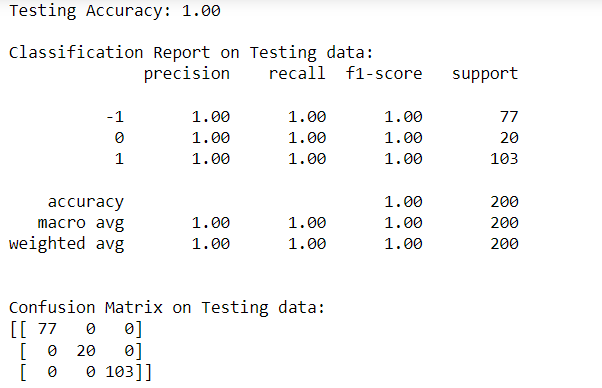 Testing Accuracy: 1.00
Classification Report on Testing data:
precision recall f1-score support
-1 1.00 1.00 1.00 77
0 1.00 1.00 1.00 20
1 1.00 1.00 1.00 103
accuracy 1.00 200
macro avg 1.00 1.00 1.00 200
weighted avg 1.00 1.00 1.00 200
Confusion Matrix on Testing data:
[[ 77 0 0]
[ 0 20 0]
[ 0 0 103]]